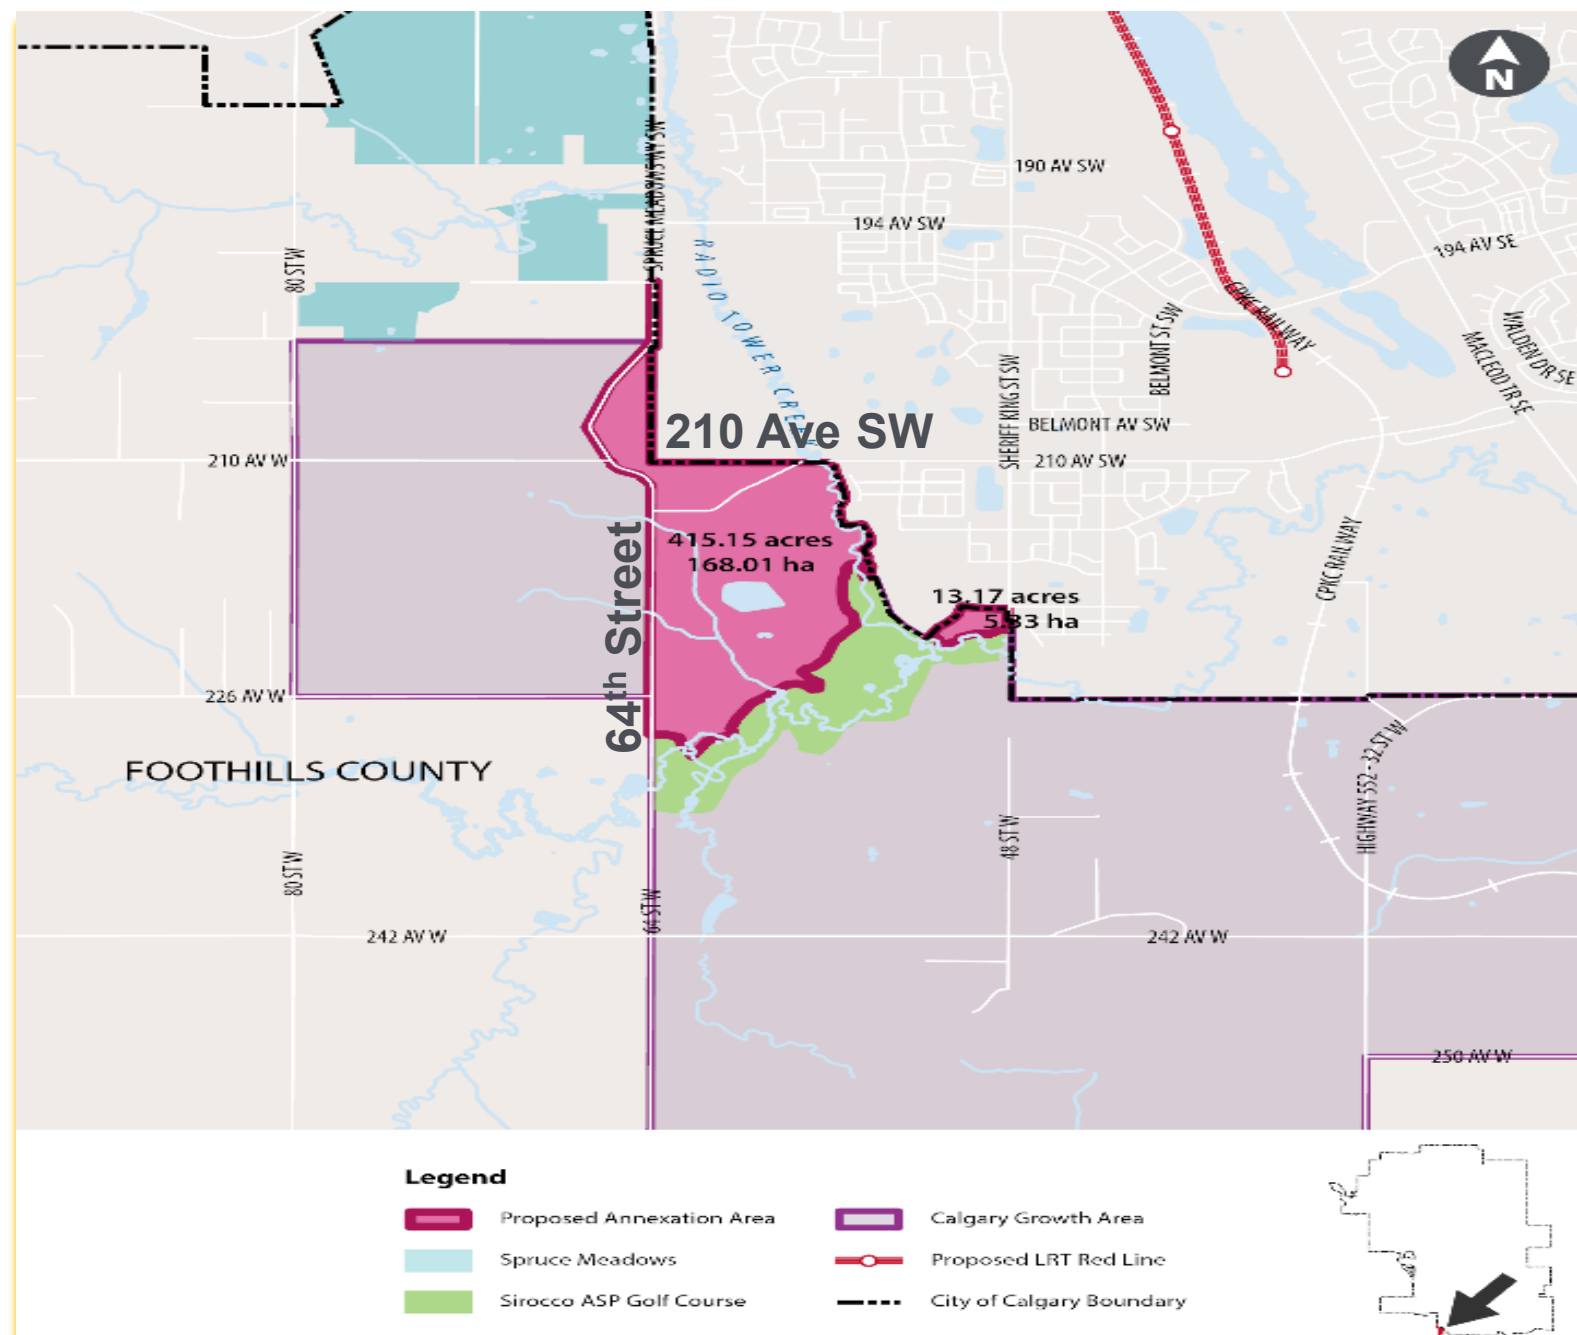 N
190 AV SW
194 AV SW
194 AV SE
SPRUCE MEADOWS WY SW
80 ST W
RADIO TOWER CREEK
CPKC RAILWAY
BELMONT ST SW
WALDEN DR SE
MACLEOD TR SE
SHERIFF KING ST SW
210 Ave SW
BELMONT AV SW
210 AV W
210 AV SW
64th Street
415.15 acres
168.01 ha
CPKC RAILWAY
13.17 acres
5.33 ha
226 AV W
FOOTHILLS COUNTY
HIGHWAY 552 - 32 ST W
48 ST W
80 ST W
64 ST W
242 AV W
242 AV W
250 AV W
Legend
Proposed Annexation Area
Calgary Growth Area
Spruce Meadows
Proposed LRT Red Line
Sirocco ASP Golf Course
City of Calgary Boundary